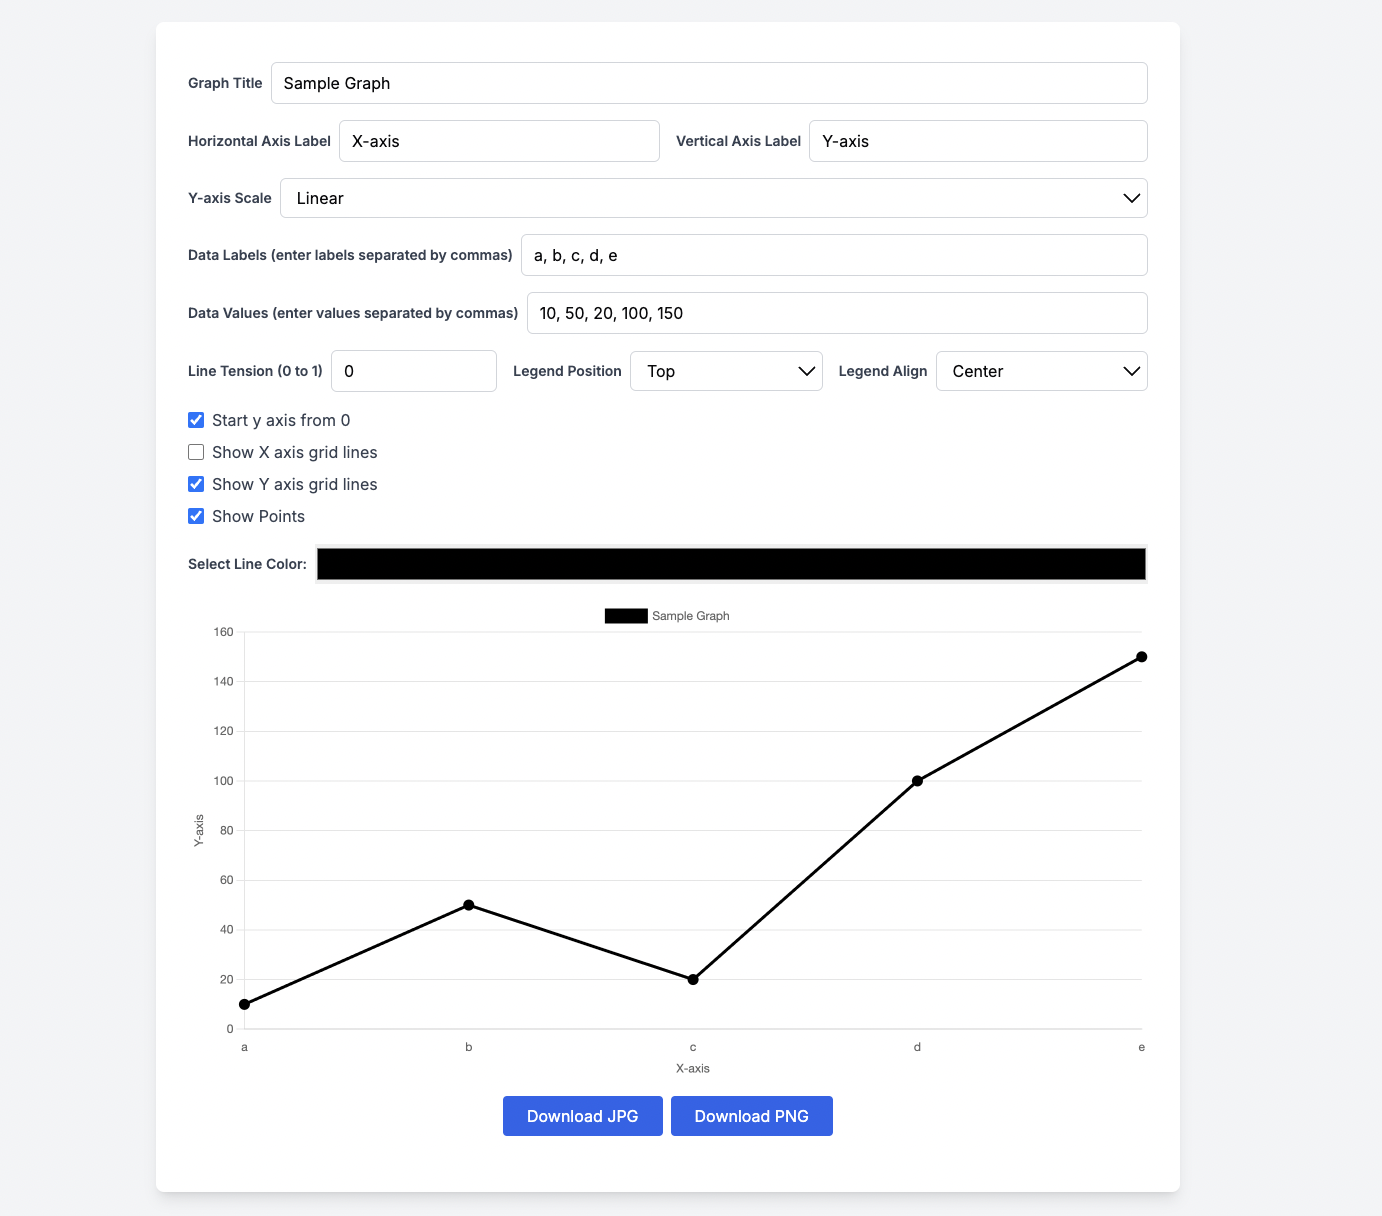 Graph Title Sample Graph
Horizontal Axis Label X-axis Vertical Axis Label Y-axis
Y-axis Scale Linear
Data Labels (enter labels separated by commas) a, b, c, d, e
Data Values (enter values separated by commas) 10, 50, 20, 100, 150
Line Tension (0 to 1) 0 Legend Position Top Legend Align Center
Start y axis from 0
Show X axis grid lines
Show Y axis grid lines
Show Points
Select Line Color:
Sample Graph
160
140
120
100
80
60
40
20
0
Y-axis
a b c d e
X-axis
Download JPG Download PNG